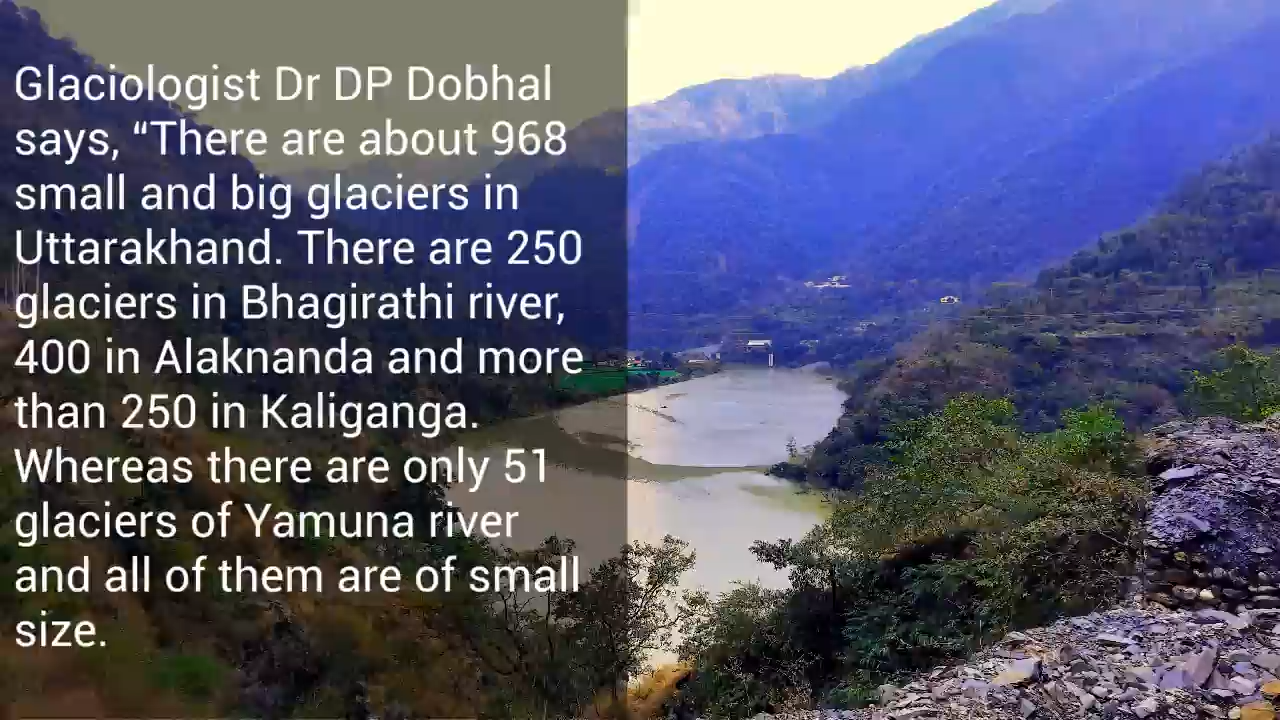 Glaciologist Dr DP Dobhal
says, “There are about 968
small and big glaciers in
Uttarakhand. There are 250
glaciers in Bhagirathi river,
400 in Alaknanda and more
than 250 in Kaliganga.
Whereas there are only 51
glaciers of Yamuna river
and all of them are of small
size.